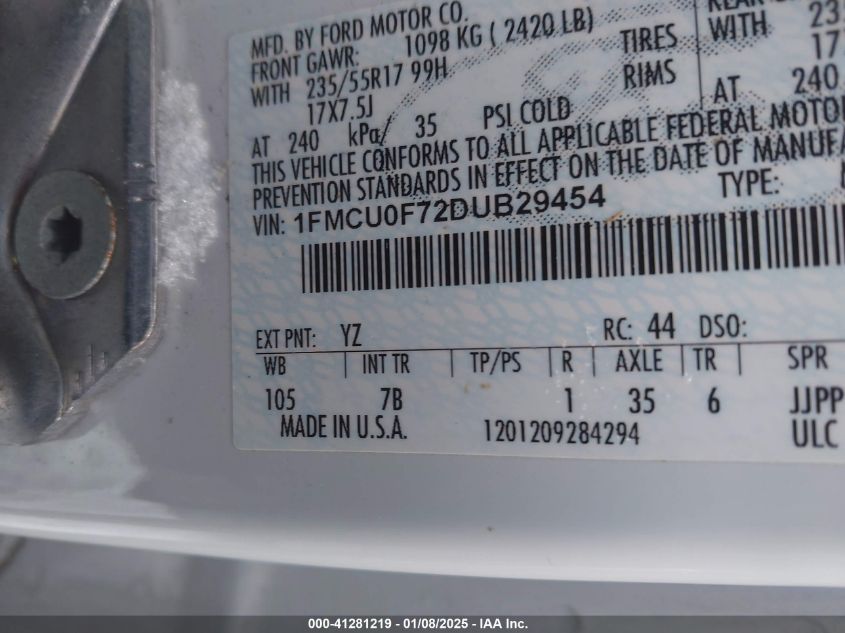 MFD. BY FORD MOTOR CO.
FRONT GAWR: 1098 KG ( 2420 LB)
WITH 235/55R17 99H TIRES WITH 23
17X7.5J RIMS 17
AT 240 kPa/ 35 PSI COLD AT 240
THIS VEHICLE CONFORMS TO ALL APPLICABLE FEDERAL MOTOR
PREVENTION STANDARDS IN EFFECT ON THE DATE OF MANUFA
VIN: 1FMCU0F72DUB29454 TYPE:
EXT PNT: YZ RC: 44 DSO:
WB INT TR TP/PS R AXLE TR SPR
105 7B 1 35 6 JJPP
MADE IN U.S.A. 1201209284294 ULC
000-41281219 - 01/08/2025 - IAA Inc.